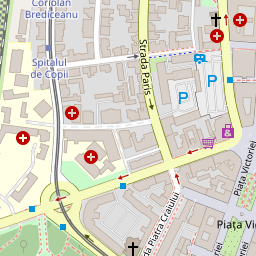 Coriolan
Brediceanu
Spitalul
de Copii
Strada Paris
P
P
Piața Victoriei
Strada Piatra Craiului
Piața Vic